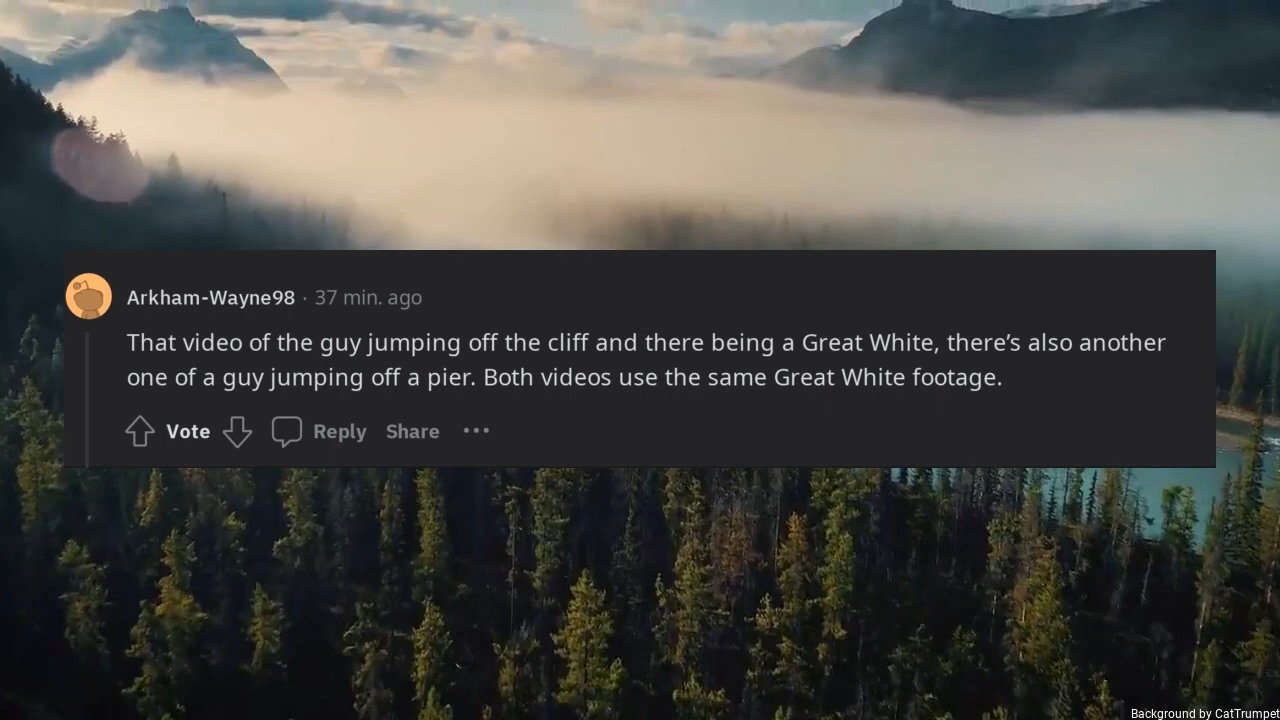 Arkham-Wayne98 · 37 min. ago
That video of the guy jumping off the cliff and there being a Great White, there’s also another
one of a guy jumping off a pier. Both videos use the same Great White footage.
Vote Reply Share
Background by CatTrumpet